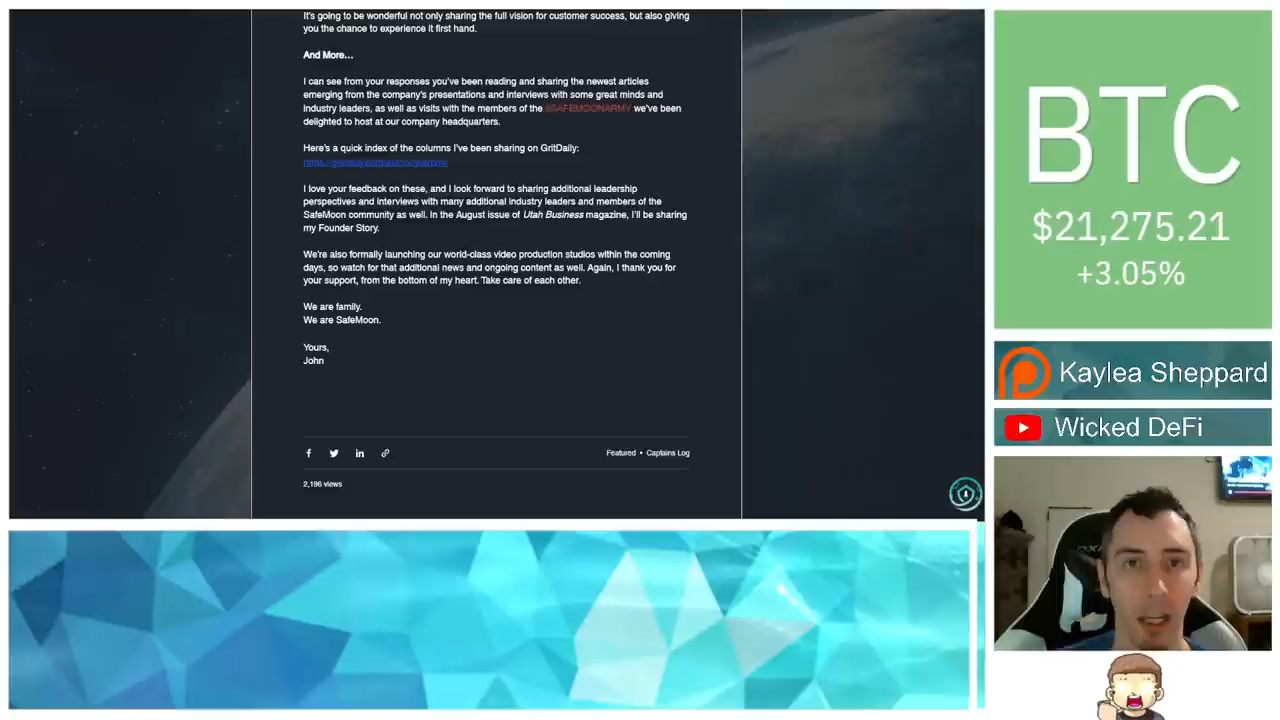 It's going to be wonderful not only sharing the full vision for customer success, but also giving
you the chance to experience it first hand.
And More…
I can see from your responses you've been reading and sharing the newest articles
emerging from the company's presentations and interviews with some great minds and
industry leaders, as well as visits with the members of the #SAFEMOONARMY we've been
delighted to host at our company headquarters.
Here's a quick index of the columns I've been sharing on GritDaily:
I love your feedback on these, and I look forward to sharing additional leadership
perspectives and interviews with many additional industry leaders and members of the
SafeMoon community as well. In the August issue of Utah Business magazine, I'll be sharing
my Founder Story.
We're also formally launching our world-class video production studios within the coming
days, so watch for that additional news and ongoing content as well. Again, I thank you for
your support, from the bottom of my heart. Take care of each other.
We are family.
We are SafeMoon.
Yours,
John
Featured • Captains Log
2,196 views
BTC
$21,275.21
+3.05%
Kaylea Sheppard
Wicked DeFi